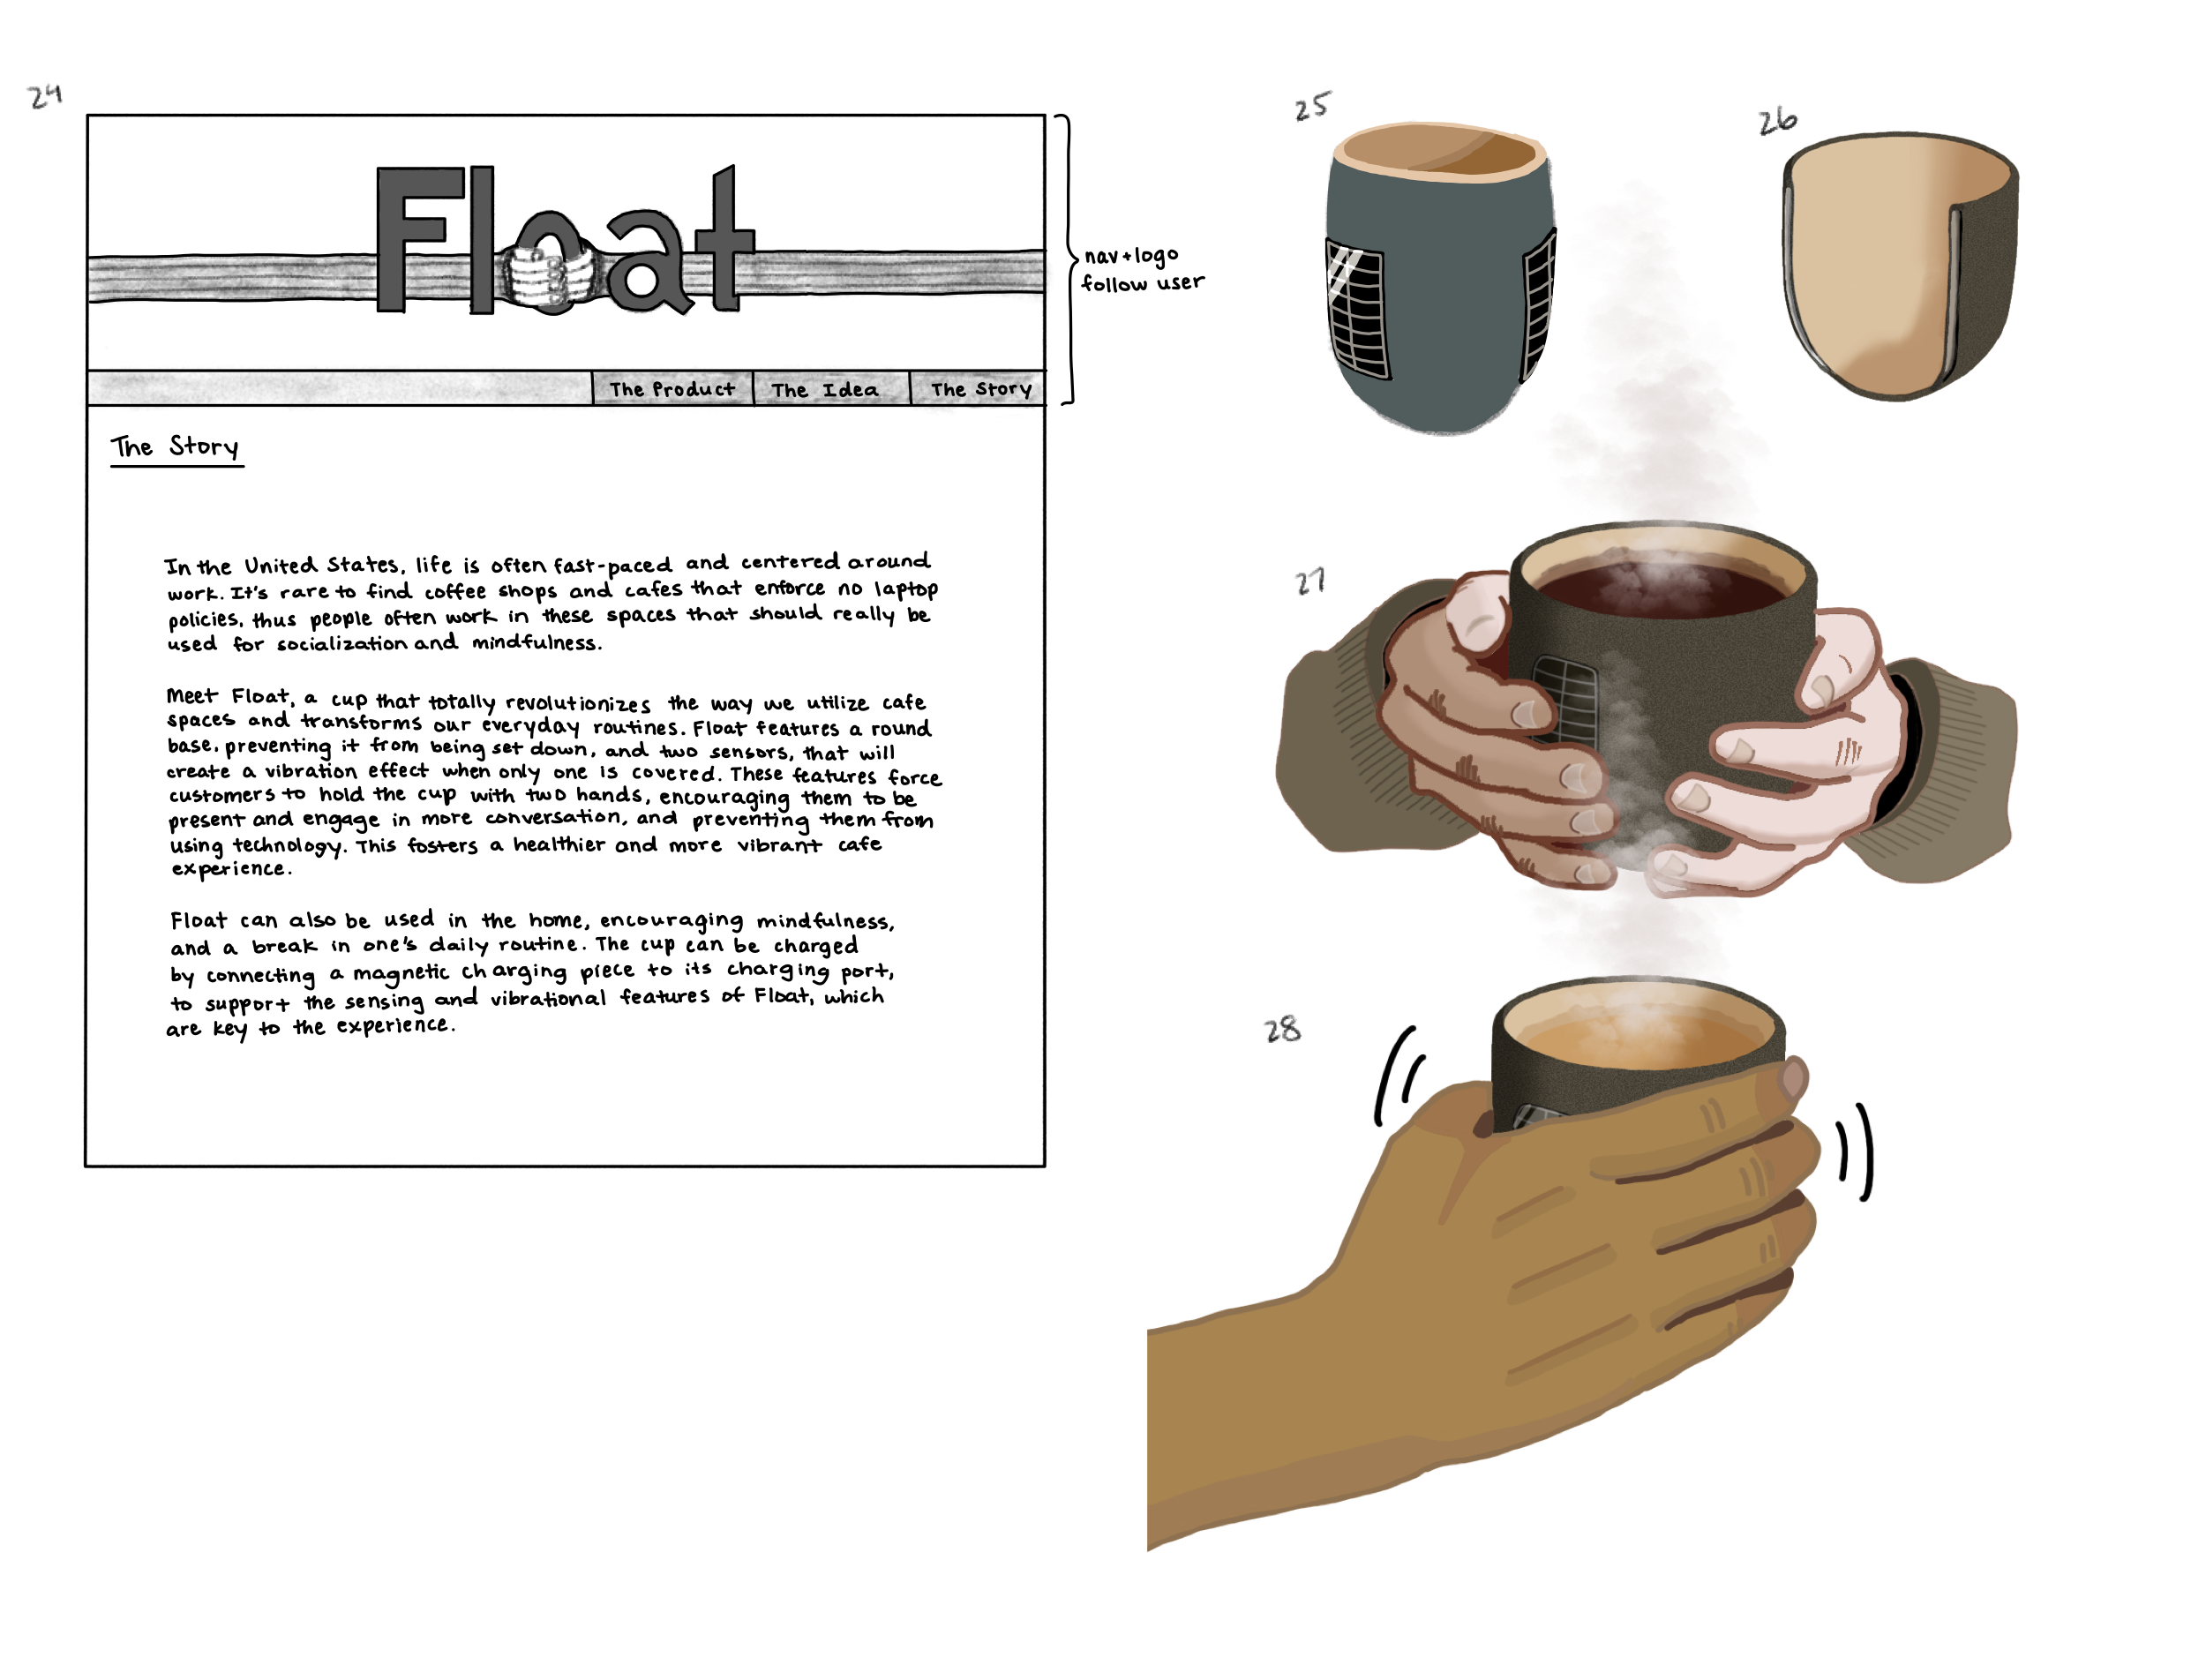 24
Float
nav+logo
follow user
The Product
The Idea
The Story
The Story
In the United States, life is often fast-paced and centered around
work. It's rare to find coffee shops and cafes that enforce no laptop
policies, thus people often work in these spaces that should really be
used for socialization and mindfulness.
Meet Float, a cup that totally revolutionizes the way we utilize cafe
spaces and transforms our everyday routines. Float features a round
base, preventing it from being set down, and two sensors, that will
create a vibration effect when only one is covered. These features force
customers to hold the cup with two hands, encouraging them to be
present and engage in more conversation, and preventing them from
using technology. This fosters a healthier and more vibrant cafe
experience.
Float can also be used in the home, encouraging mindfulness,
and a break in one's daily routine. The cup can be charged
by connecting a magnetic charging piece to its charging port,
to support the sensing and vibrational features of Float, which
are key to the experience.
25
26
27
28